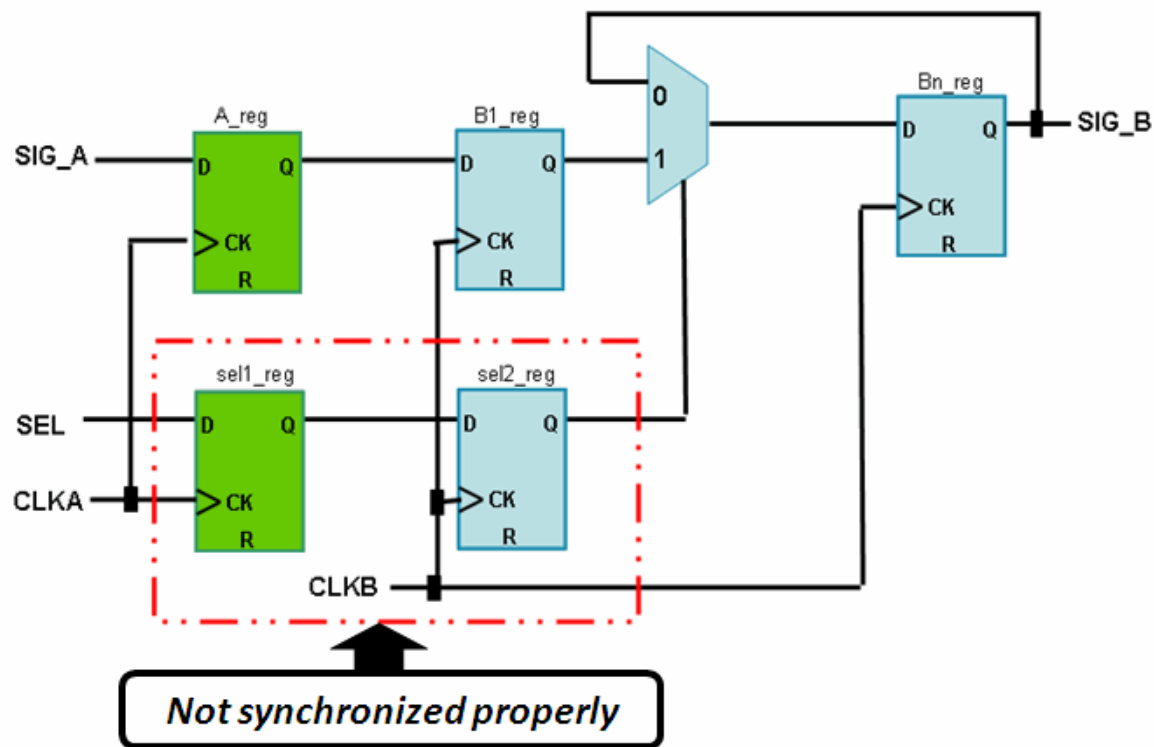 A_reg
B1_reg
Bn_reg
0
1
SIG_A
D Q
CK
R
D Q
CK
R
D Q
CK
R
SIG_B
sel1_reg
sel2_reg
SEL
D Q
CK
R
D Q
CK
R
CLKA
CLKB
Not synchronized properly